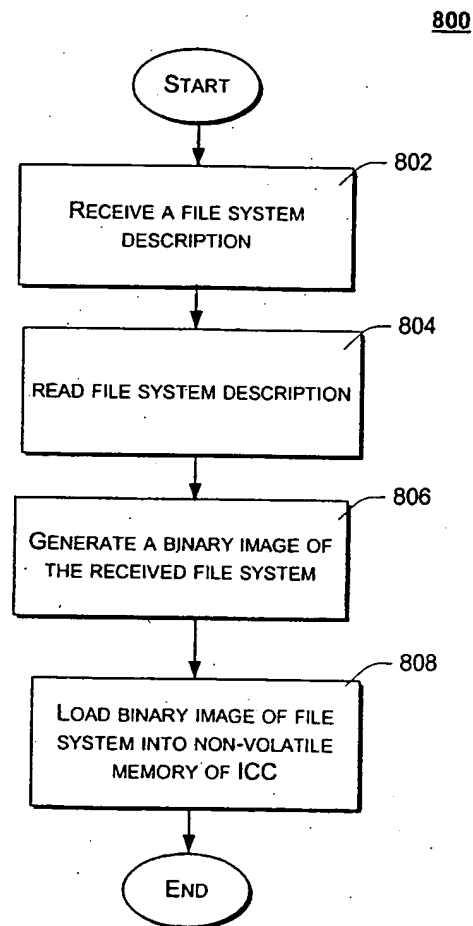 800
START
802
RECEIVE A FILE SYSTEM
DESCRIPTION
804
READ FILE SYSTEM DESCRIPTION
806
GENERATE A BINARY IMAGE OF
THE RECEIVED FILE SYSTEM
808
LOAD BINARY IMAGE OF FILE
SYSTEM INTO NON-VOLATILE
MEMORY OF ICC
END